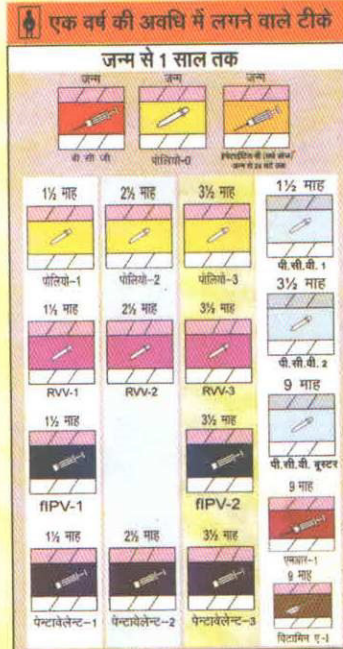 एक वर्ष की अवधि में लगने वाले टीके
जन्म से 1 साल तक
जन्म जन्म जन्म
बी सी जी पोलियो-0
1½ माह 2½ माह 3½ माह 1½ माह
पोलियो-1 पोलियो-2 पोलियो-3 पी.सी.वी. 1
1½ माह 2½ माह 3½ माह 3½ माह
RVV-1 RVV-2 RVV-3 पी.सी.वी. 2
1½ माह 3½ माह 9 माह
fIPV-1 fIPV-2 पी.सी.वी. बूस्टर
1½ माह 2½ माह 3½ माह 9 माह
पेन्टावेलेन्ट-1 पेन्टावेलेन्ट-2 पेन्टावेलेन्ट-3 एमआर-1
9 माह